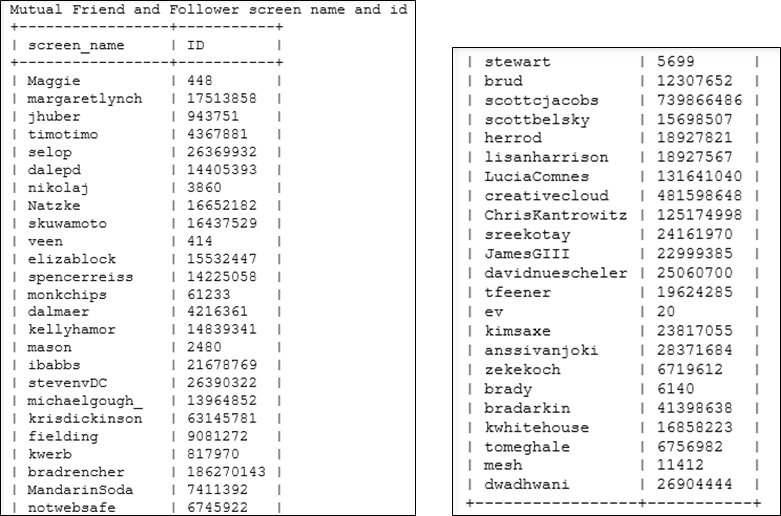 Mutual Friend and Follower screen name and id
+-----------------+-----------+
| screen_name | ID |
+-----------------+-----------+
| Maggie | 448 |
| margaretlynch | 17513858 |
| jhuber | 943751 |
| timotimo | 4367881 |
| selop | 26369932 |
| dalepd | 14405393 |
| nikolaj | 3860 |
| Natzke | 16652182 |
| skuwamoto | 16437529 |
| veen | 414 |
| elizablock | 15532447 |
| spencerreiss | 14225058 |
| monkchips | 61233 |
| dalmaer | 4216361 |
| kellyhamor | 14839341 |
| mason | 2480 |
| ibabbs | 21678769 |
| stevenvDC | 26390322 |
| michaelgough_ | 13964852 |
| krisdickinson | 63145781 |
| fielding | 9081272 |
| kwerb | 817970 |
| bradrencher | 186270143 |
| MandarinSoda | 7411392 |
| notwebsafe | 6745922 |
| stewart | 5699 |
| brud | 12307652 |
| scottcjacobs | 739866486 |
| scottbelsky | 15698507 |
| herrod | 18927821 |
| lisanharrison | 18927567 |
| LuciaComnes | 131641040 |
| creativecloud | 481598648 |
| ChrisKantrowitz | 125174998 |
| sreekotay | 24161970 |
| JamesGIII | 22999385 |
| davidnuescheler | 25060700 |
| tfeener | 19624285 |
| ev | 20 |
| kimsaxe | 23817055 |
| anssivanjoki | 28371684 |
| zekekoch | 6719612 |
| brady | 6140 |
| bradarkin | 41398638 |
| kwhitehouse | 16858223 |
| tomeghale | 6756982 |
| mesh | 11412 |
| dwadhwani | 26904444 |
+-----------------+-----------+